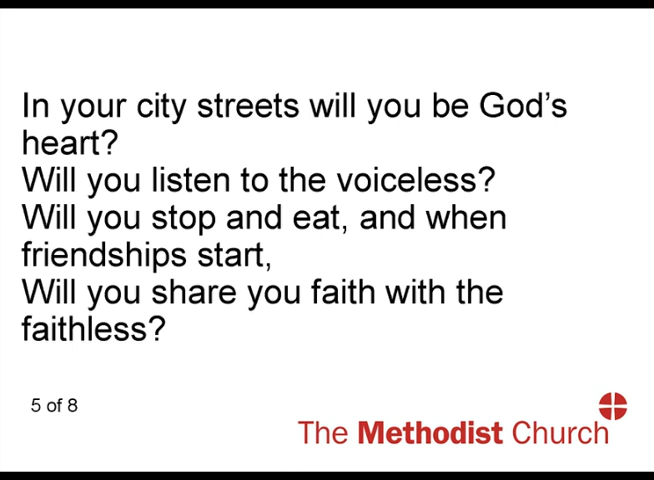 In your city streets will you be God’s
heart?
Will you listen to the voiceless?
Will you stop and eat, and when
friendships start,
Will you share you faith with the
faithless?
5 of 8
The Methodist Church